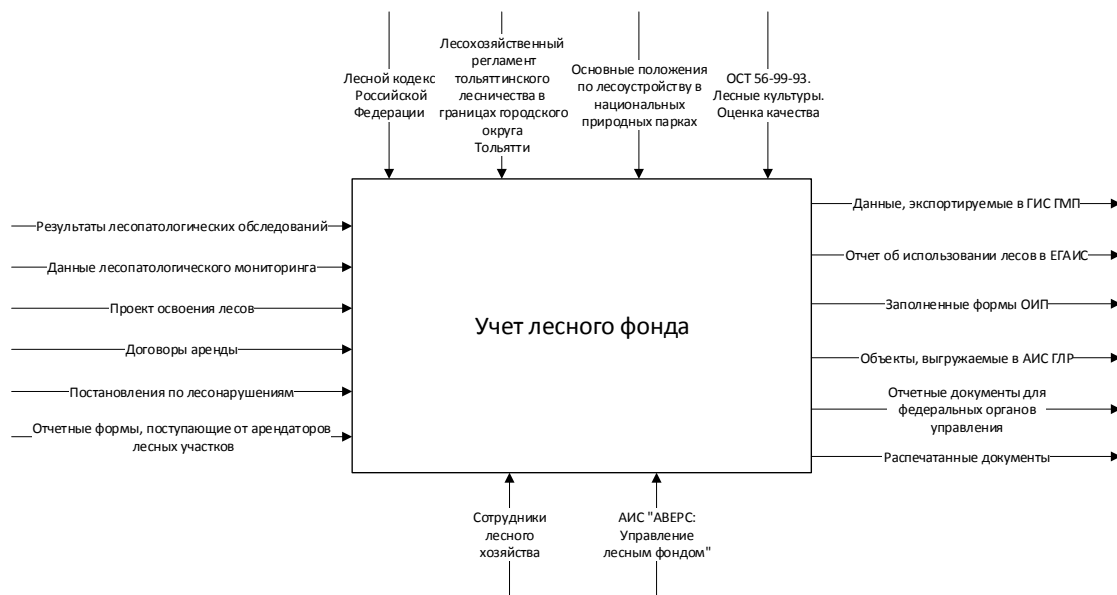 Лесной кодекс
Российской
Федерации
Лесохозяйственный
регламент
тольяттинского
лесничества в
границах городского
округа
Тольятти
Основные положения
по лесоустройству в
национальных
природных парках
ОСТ 56-99-93.
Лесные культуры.
Оценка качества
Результаты лесопатологических обследований
Данные лесопатологического мониторинга
Проект освоения лесов
Договоры аренды
Постановления по лесонарушениям
Отчетные формы, поступающие от арендаторов
лесных участков
Учет лесного фонда
Данные, экспортируемые в ГИС ГМП
Отчет об использовании лесов в ЕГАИС
Заполненные формы ОИП
Объекты, выгружаемые в АИС ГЛР
Отчетные документы для
федеральных органов
управления
Распечатанные документы
Сотрудники
лесного
хозяйства
АИС "АВЕРС:
Управление
лесным фондом"